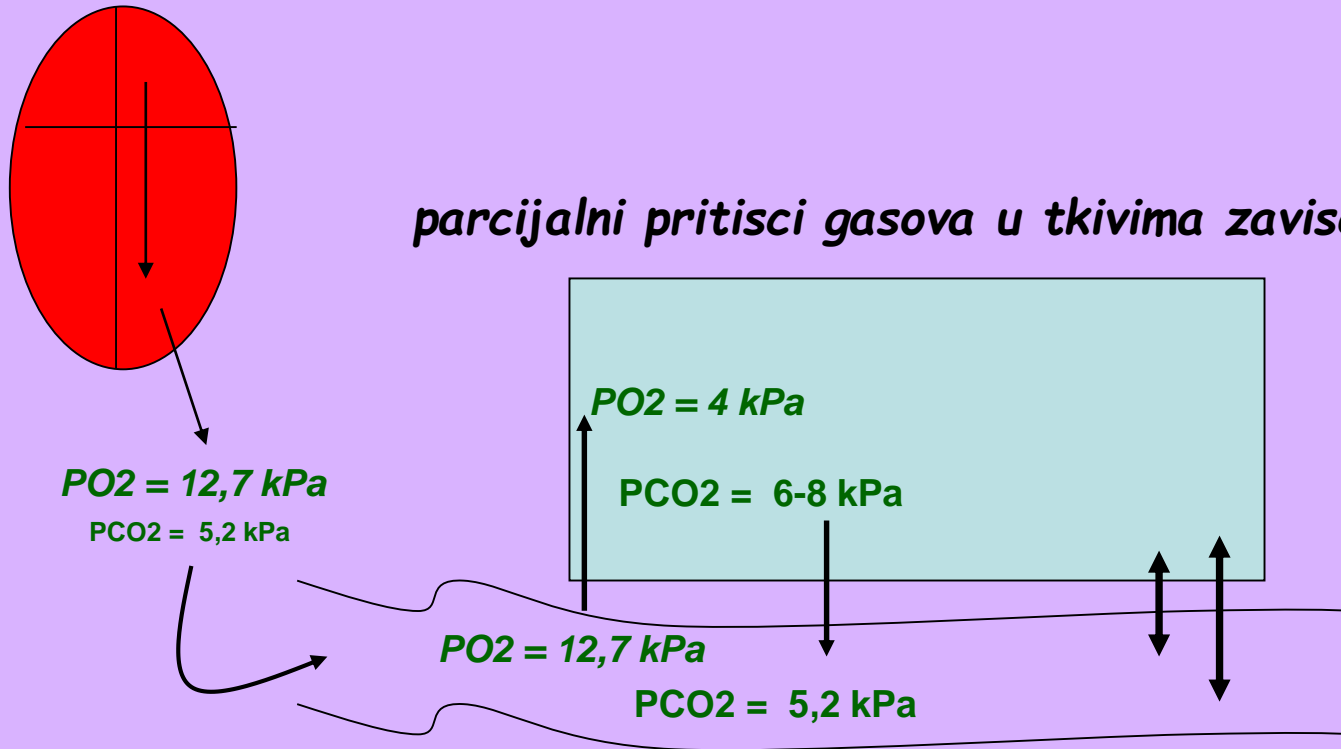 parcijalni pritisci gasova u tkivima
PO2 = 4 kPa
PO2 = 12,7 kPa
PCO2 = 6-8 kPa
PCO2 = 5,2 kPa
PO2 = 12,7 kPa
PCO2 = 5,2 kPa